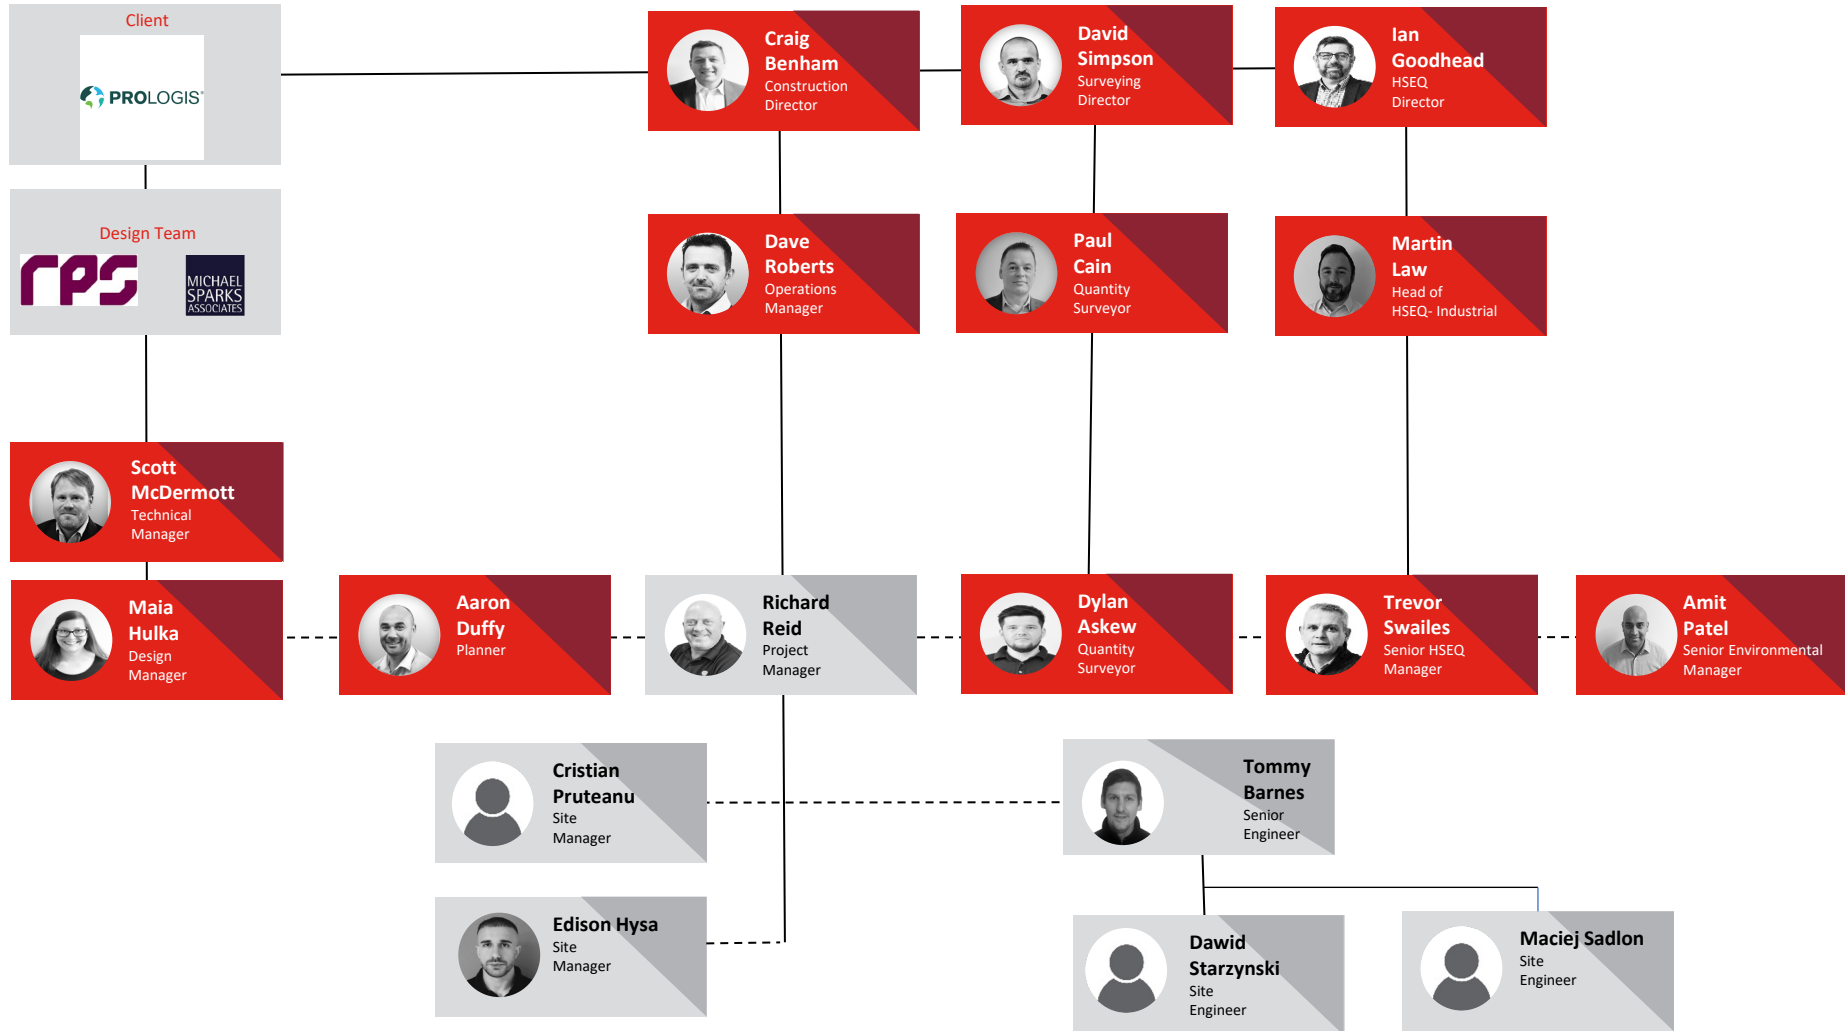 Client
PROLOGIS®
Craig
Benham
Construction
Director
David
Simpson
Surveying
Director
Ian
Goodhead
HSEQ
Director
Design Team
rps
MICHAEL
SPARKS
ASSOCIATES
Dave
Roberts
Operations
Manager
Paul
Cain
Quantity
Surveyor
Martin
Law
Head of
HSEQ- Industrial
Scott
McDermott
Technical
Manager
Maia
Hulka
Design
Manager
Aaron
Duffy
Planner
Richard
Reid
Project
Manager
Dylan
Askew
Quantity
Surveyor
Trevor
Swailes
Senior HSEQ
Manager
Amit
Patel
Senior Environmental
Manager
Cristian
Pruteanu
Site
Manager
Tommy
Barnes
Senior
Engineer
Edison Hysa
Site
Manager
Dawid
Starzynski
Site
Engineer
Maciej Sadlon
Site
Engineer